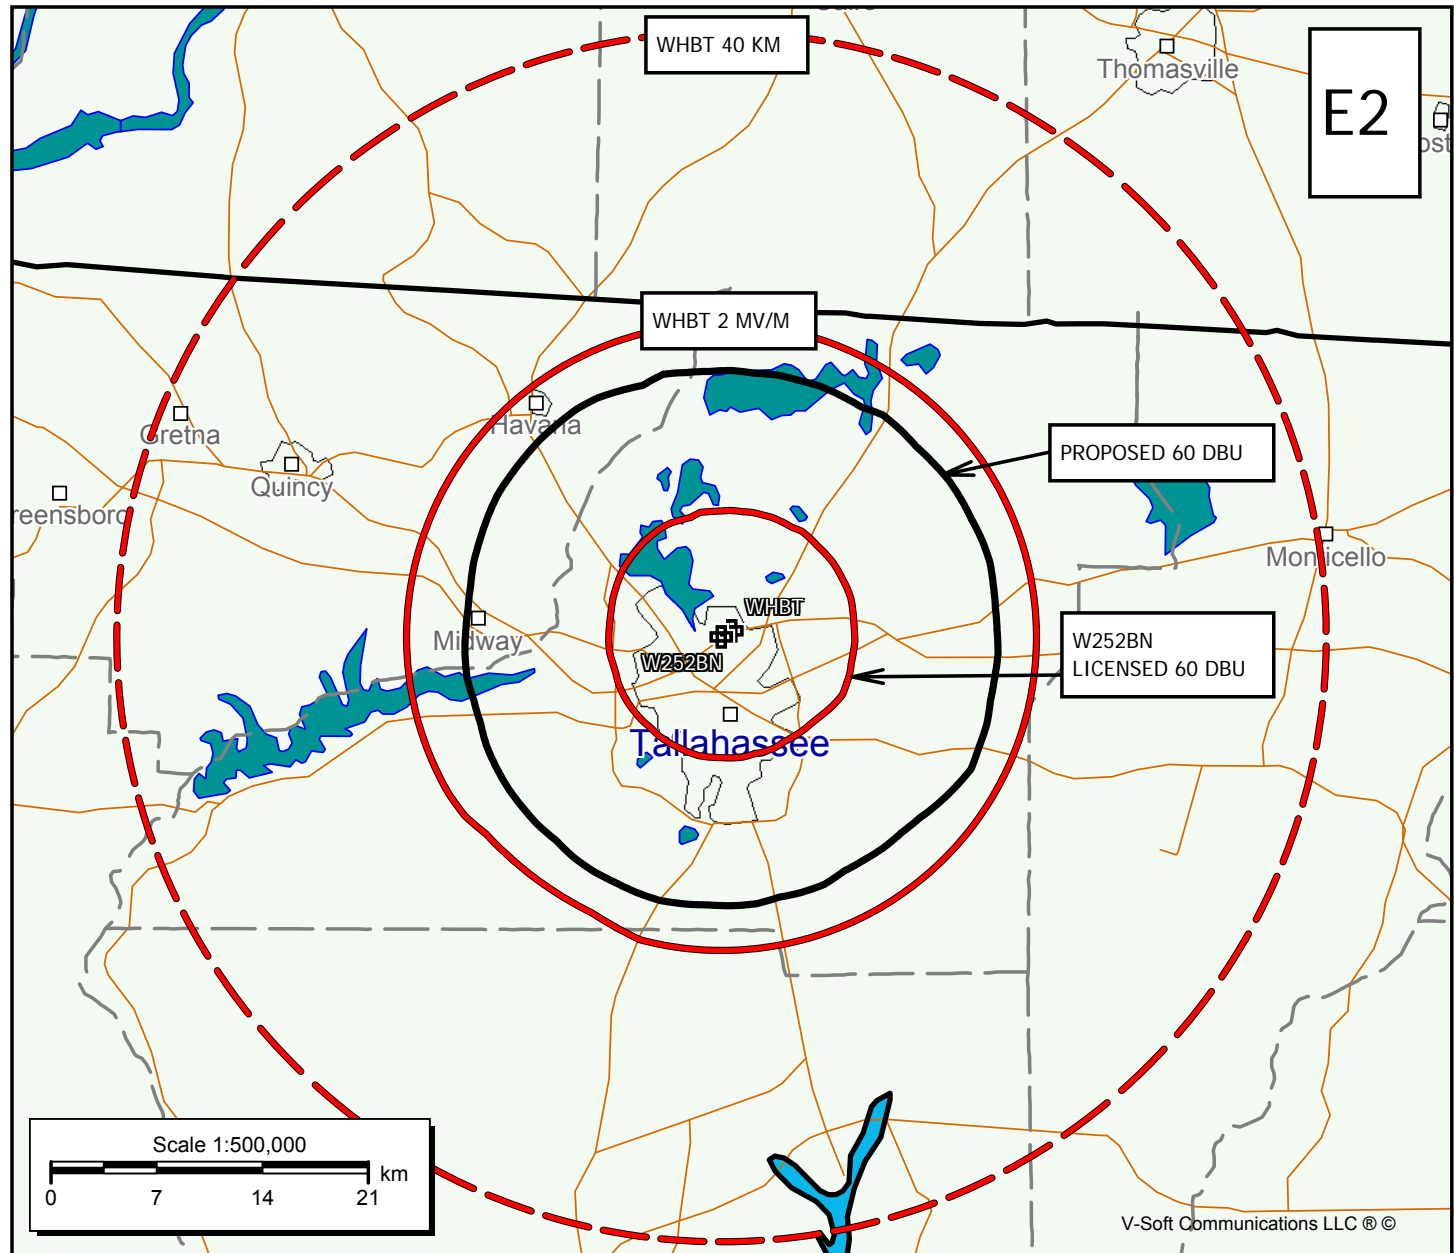 WHBT 40 KM
Thomasville
E2
WHBT 2 MV/M
Havana
Gretna
Quincy
PROPOSED 60 DBU
reensboro
Monticello
WHBT
Midway
W252BN
W252BN
LICENSED 60 DBU
Tallahassee
Scale 1:500,000
km
0 7 14 21
V-Soft Communications LLC ® ©